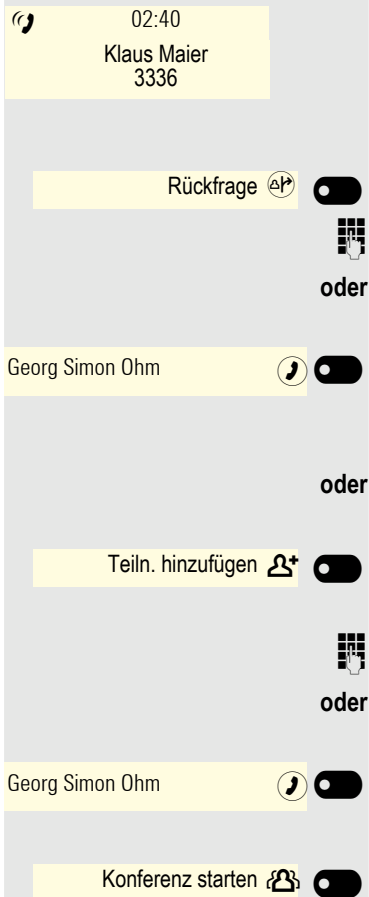 02:40
Klaus Maier
3336
Rückfrage
oder
Georg Simon Ohm
oder
Teiln. hinzufügen
oder
Georg Simon Ohm
Konferenz starten